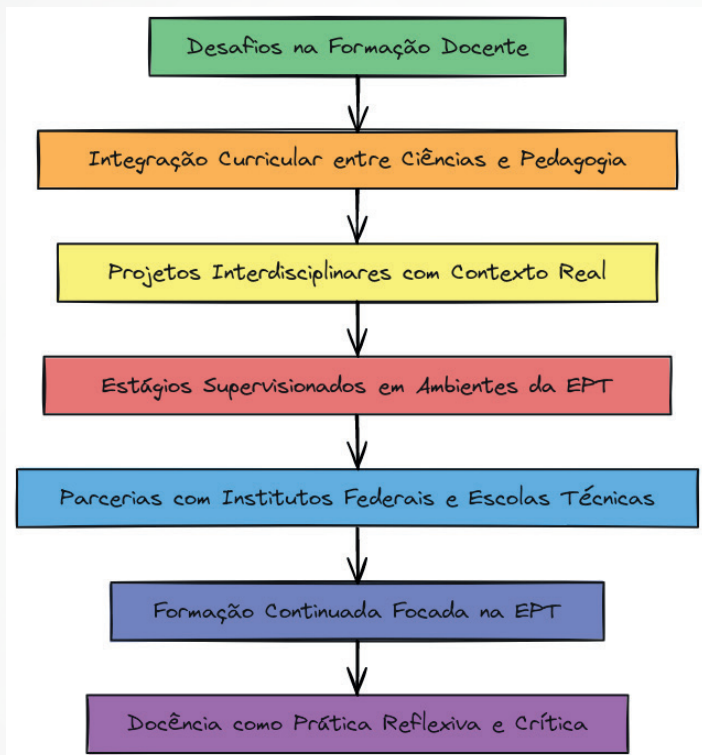 Desafios na Formação Docente
Integração Curricular entre Ciências e Pedagogia
Projetos Interdisciplinares com Contexto Real
Estágios Supervisionados em Ambientes da EPT
Parcerias com Institutos Federais e Escolas Técnicas
Formação Continuada Focada na EPT
Docência como Prática Reflexiva e Crítica